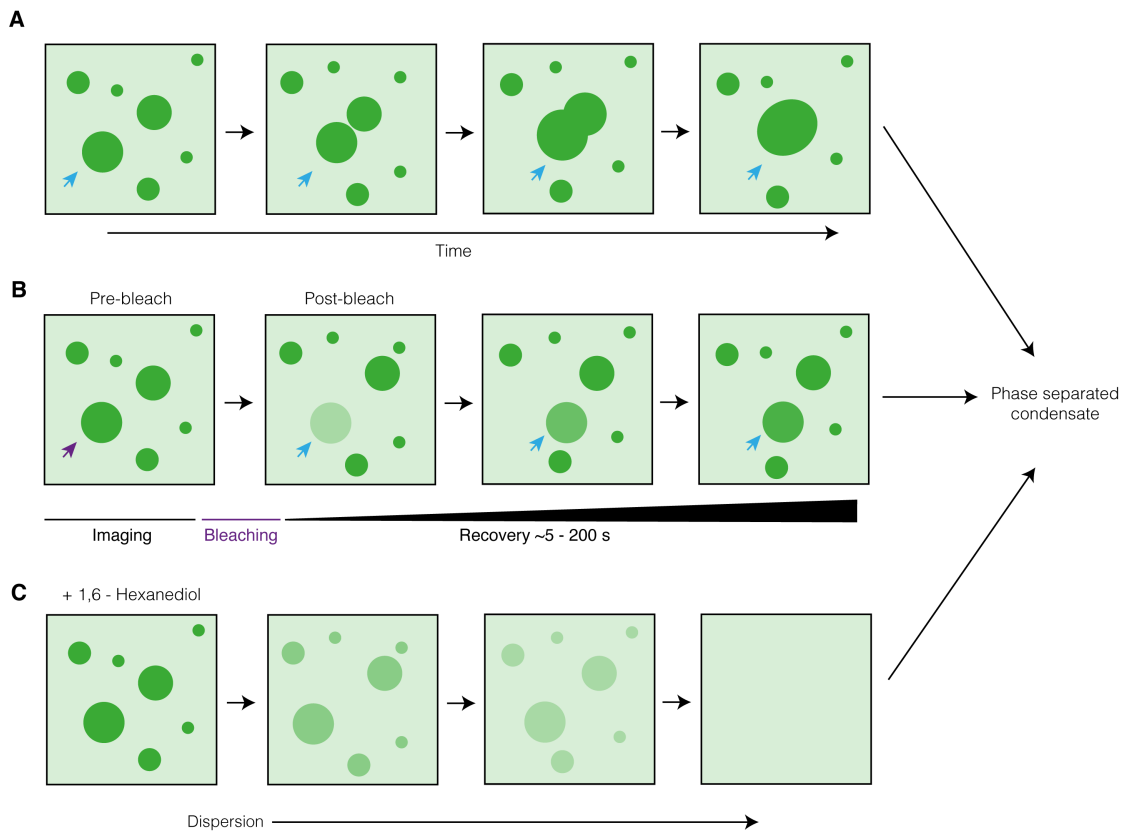 A
Time
B
Pre-bleach
Post-bleach
Phase separated
condensate
Imaging
Bleaching
Recovery ~5 - 200 s
C
+ 1,6 - Hexanediol
Dispersion